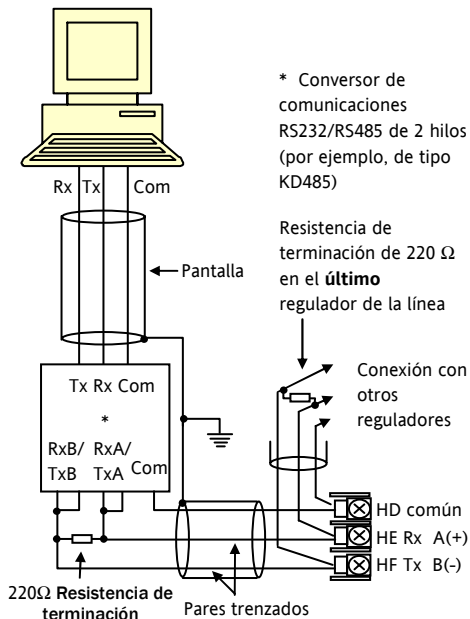 * Conversor de
comunicaciones
RS232/RS485 de 2 hilos
(por ejemplo, de tipo
KD485)
Rx Tx Com
Resistencia de
terminación de 220 Ω
en el último
regulador de la línea
Pantalla
Conexión con
otros
reguladores
Tx Rx Com
*
RxB/ RxA/
TxB TxA Com
HD común
HE Rx A(+)
HF Tx B(-)
220Ω Resistencia de
terminación
Pares trenzados